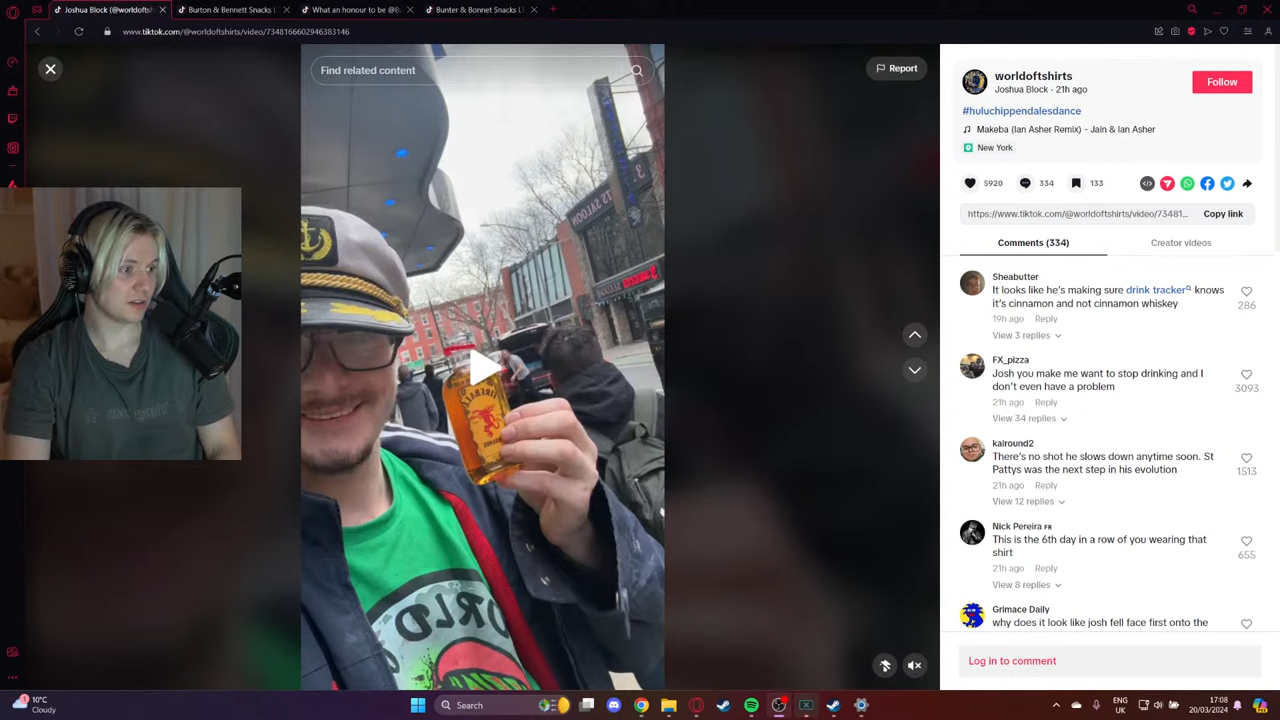 Joshua Block (@worldofshirts
Burton & Bennett Snacks L
What an honour to be @B
Bunter & Bonnet Snacks L
www.tiktok.com/@worldoftshirts/video/7348166602946383146
Find related content
Report
worldoftshirts
Joshua Block · 21h ago
Follow
#huluchippendalesdance
Makeba (Ian Asher Remix) - Jain & Ian Asher
New York
5920
334
133
https://www.tiktok.com/@worldoftshirts/video/73481...
Copy link
Comments (334)
Creator videos
Sheabutter
It looks like he's making sure drink tracker knows
it's cinnamon and not cinnamon whiskey
286
19h ago
Reply
View 3 replies
FX_pizza
Josh you make me want to stop drinking and I
don't even have a problem
3093
21h ago
Reply
View 34 replies
kairound2
There's no shot he slows down anytime soon. St
Pattys was the next step in his evolution
1513
21h ago
Reply
View 12 replies
Nick Pereira FR
This is the 6th day in a row of you wearing that
shirt
655
21h ago
Reply
View 8 replies
Grimace Daily
why does it look like josh fell face first onto the
Log in to comment
FIREBALL
WORLD
10°C
Cloudy
Search
ENG
UK
17:08
20/03/2024